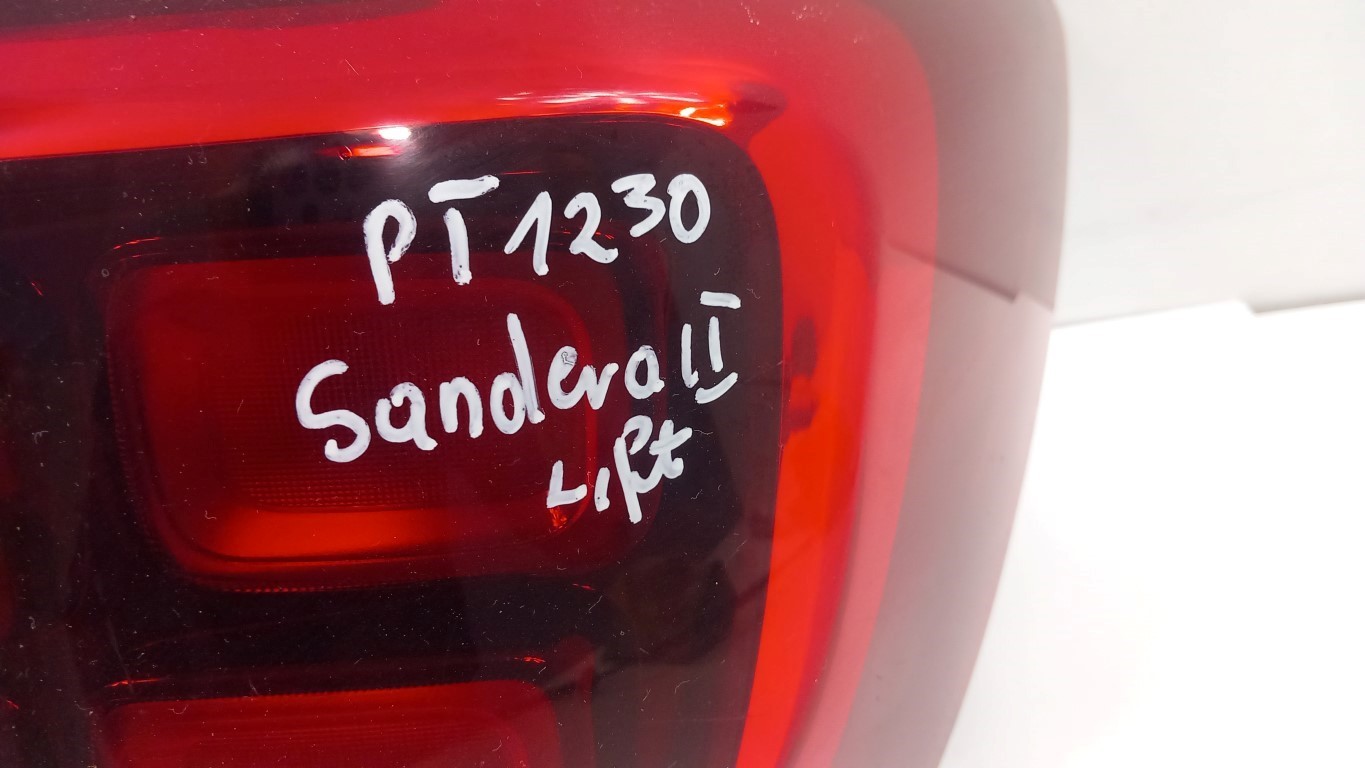 PT1230
Sandero II
Lift